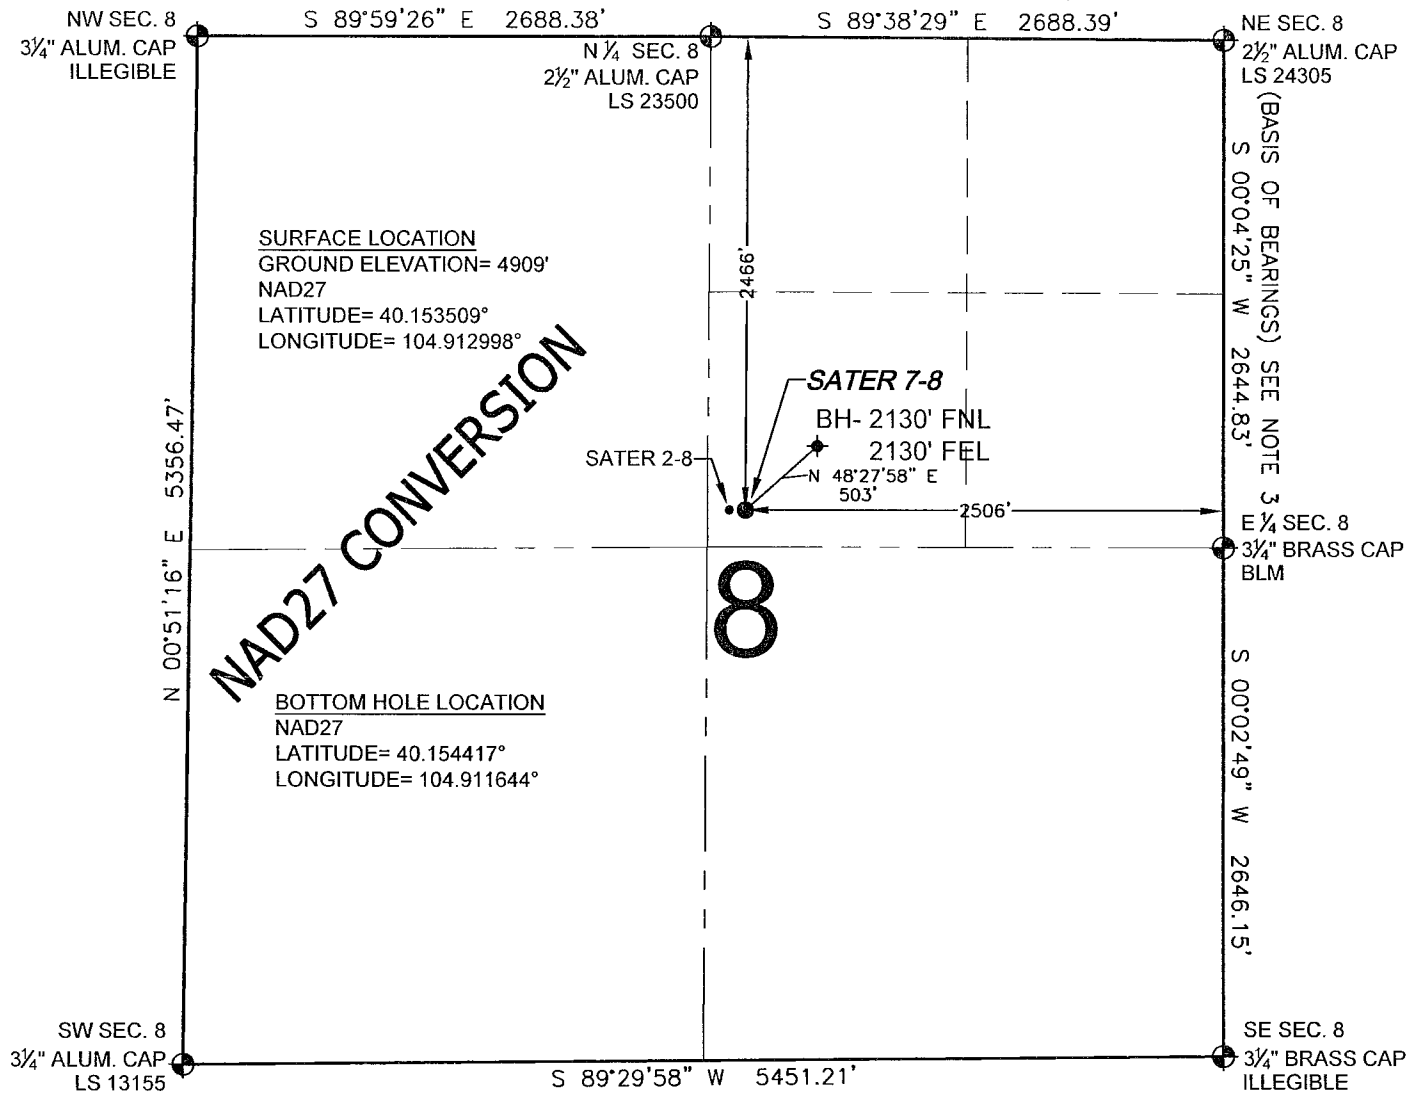 NW SEC. 8
3¼" ALUM. CAP
ILLEGIBLE
S 89°59'26" E 2688.38'
N ¼ SEC. 8
2½" ALUM. CAP
LS 23500
S 89°38'29" E 2688.39'
NE SEC. 8
2½" ALUM. CAP
LS 24305
(BASIS OF BEARINGS) SEE NOTE 3
S 00°04'25" W 2644.83'
SURFACE LOCATION
GROUND ELEVATION= 4909'
NAD27
LATITUDE= 40.153509°
LONGITUDE= 104.912998°
NAD27 CONVERSION
2466'
SATER 7-8
BH- 2130' FNL
2130' FEL
SATER 2-8
N 48°27'58" E
503'
2506'
E ¼ SEC. 8
3¼" BRASS CAP
BLM
N 00°51'16" E 5356.47'
8
BOTTOM HOLE LOCATION
NAD27
LATITUDE= 40.154417°
LONGITUDE= 104.911644°
S 00°02'49" W 2646.15'
SW SEC. 8
3¼" ALUM. CAP
LS 13155
S 89°29'58" W 5451.21'
SE SEC. 8
3¼" BRASS CAP
ILLEGIBLE